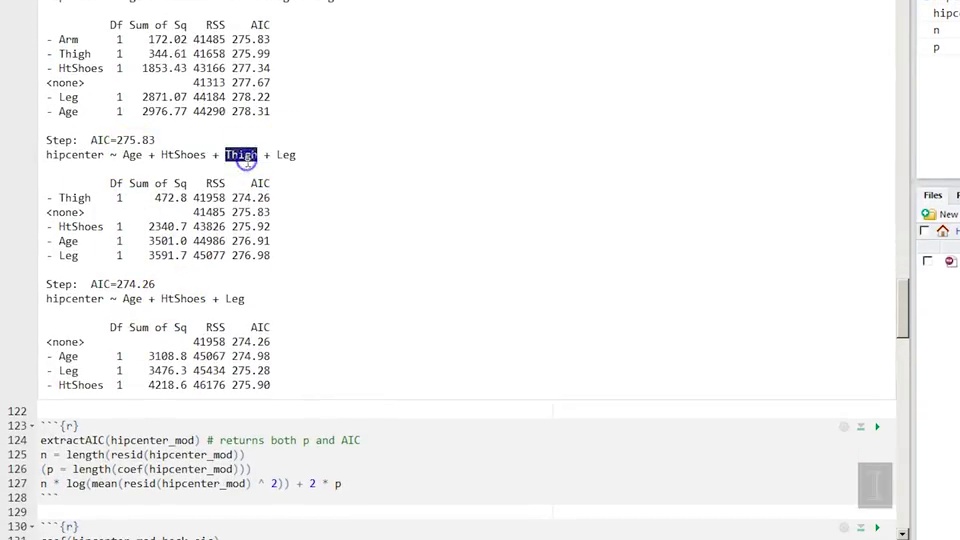 hipc
n
p
Df Sum of Sq RSS AIC
- Arm 1 172.02 41485 275.83
- Thigh 1 344.61 41658 275.99
- HtShoes 1 1853.43 43166 277.34
<none> 41313 277.67
- Leg 1 2871.07 44184 278.22
- Age 1 2976.77 44290 278.31
Step: AIC=275.83
hipcenter ~ Age + HtShoes + Thigh + Leg
Df Sum of Sq RSS AIC
- Thigh 1 472.8 41958 274.26
<none> 41485 275.83
- HtShoes 1 2340.7 43826 275.92
- Age 1 3501.0 44986 276.91
- Leg 1 3591.7 45077 276.98
Step: AIC=274.26
hipcenter ~ Age + HtShoes + Leg
Df Sum of Sq RSS AIC
<none> 41958 274.26
- Age 1 3108.8 45067 274.98
- Leg 1 3476.3 45434 275.28
- HtShoes 1 4218.6 46176 275.90
122
123 ```{r}
124 extractAIC(hipcenter_mod) # returns both p and AIC
125 n = length(resid(hipcenter_mod))
126 (p = length(coef(hipcenter_mod)))
127 n * log(mean(resid(hipcenter_mod) ^ 2)) + 2 * p
128 ```
129
130 ```{r}
Files
New